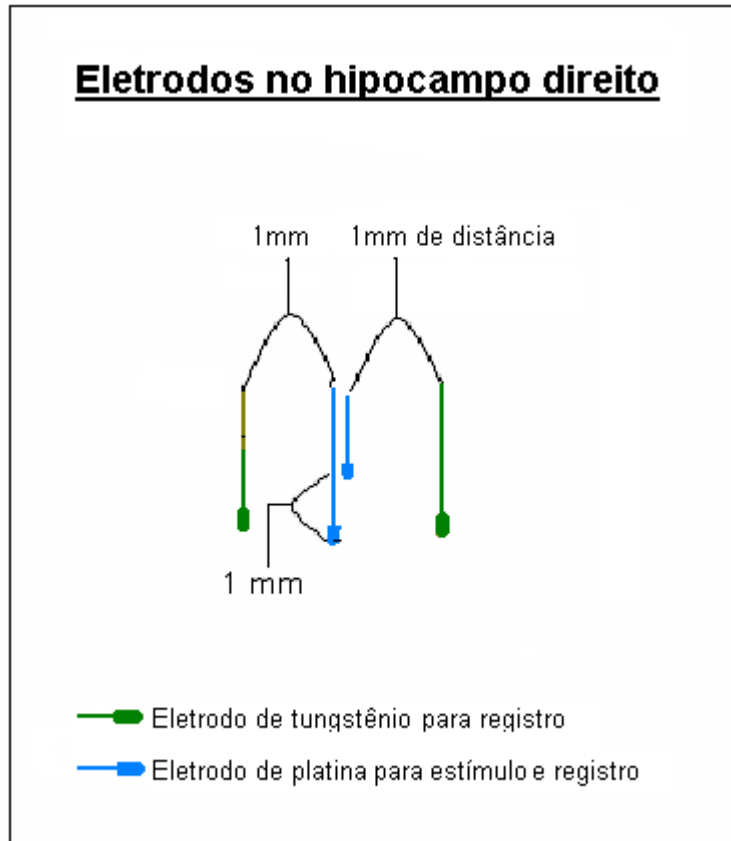 Eletrodos no hipocampo direito
1mm
1mm de distância
1 mm
Eletrodo de tungstênio para registro
Eletrodo de platina para estímulo e registro